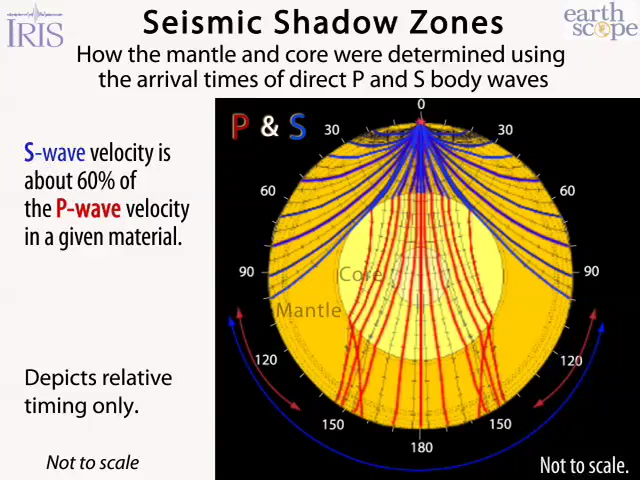 IRIS
Seismic Shadow Zones
earth
scope
How the mantle and core were determined using
the arrival times of direct P and S body waves
P & S
0
30
30
S-wave velocity is
about 60% of
the P-wave velocity
in a given material.
60
60
90
Core
90
Mantle
120
120
Depicts relative
timing only.
150
150
180
Not to scale
Not to scale.